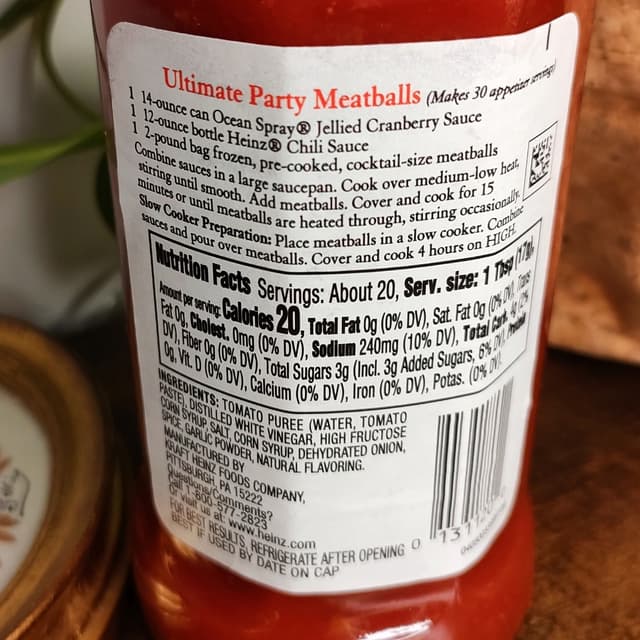 Ultimate Party Meatballs (Makes 30 appetizer servings)
1 14-ounce can Ocean Spray® Jellied Cranberry Sauce
1 12-ounce bottle Heinz® Chili Sauce
1 2-pound bag frozen, pre-cooked, cocktail-size meatballs
Combine sauces in a large saucepan. Cook over medium-low heat,
stirring until smooth. Add meatballs. Cover and cook for 15
minutes or until meatballs are heated through, stirring occasionally.
Slow Cooker Preparation: Place meatballs in a slow cooker. Combine
sauces and pour over meatballs. Cover and cook 4 hours on HIGH.
Nutrition Facts Servings: About 20, Serv. size: 1 Tbsp (17g),
Amount per serving: Calories 20, Total Fat 0g (0% DV), Sat. Fat 0g (0% DV), Trans
Fat 0g, Cholest. 0mg (0% DV), Sodium 240mg (10% DV), Total Carb.
DV), Fiber 0g (0% DV), Total Sugars 3g (Incl. 3g Added Sugars, 6% DV), Protein
0g, Vit. D (0% DV), Calcium (0% DV), Iron (0% DV), Potas. (0% DV).
INGREDIENTS: TOMATO PUREE (WATER, TOMATO
PASTE), DISTILLED WHITE VINEGAR, HIGH FRUCTOSE
CORN SYRUP, SALT, CORN SYRUP, DEHYDRATED ONION,
SPICE, GARLIC POWDER, NATURAL FLAVORING.
MANUFACTURED BY
KRAFT HEINZ FOODS COMPANY,
PITTSBURGH, PA 15222
Questions? Comments?
1-800-577-2823
or visit us at: www.heinz.com
FOR BEST RESULTS, REFRIGERATE AFTER OPENING
BEST IF USED BY DATE ON CAP
0 1311